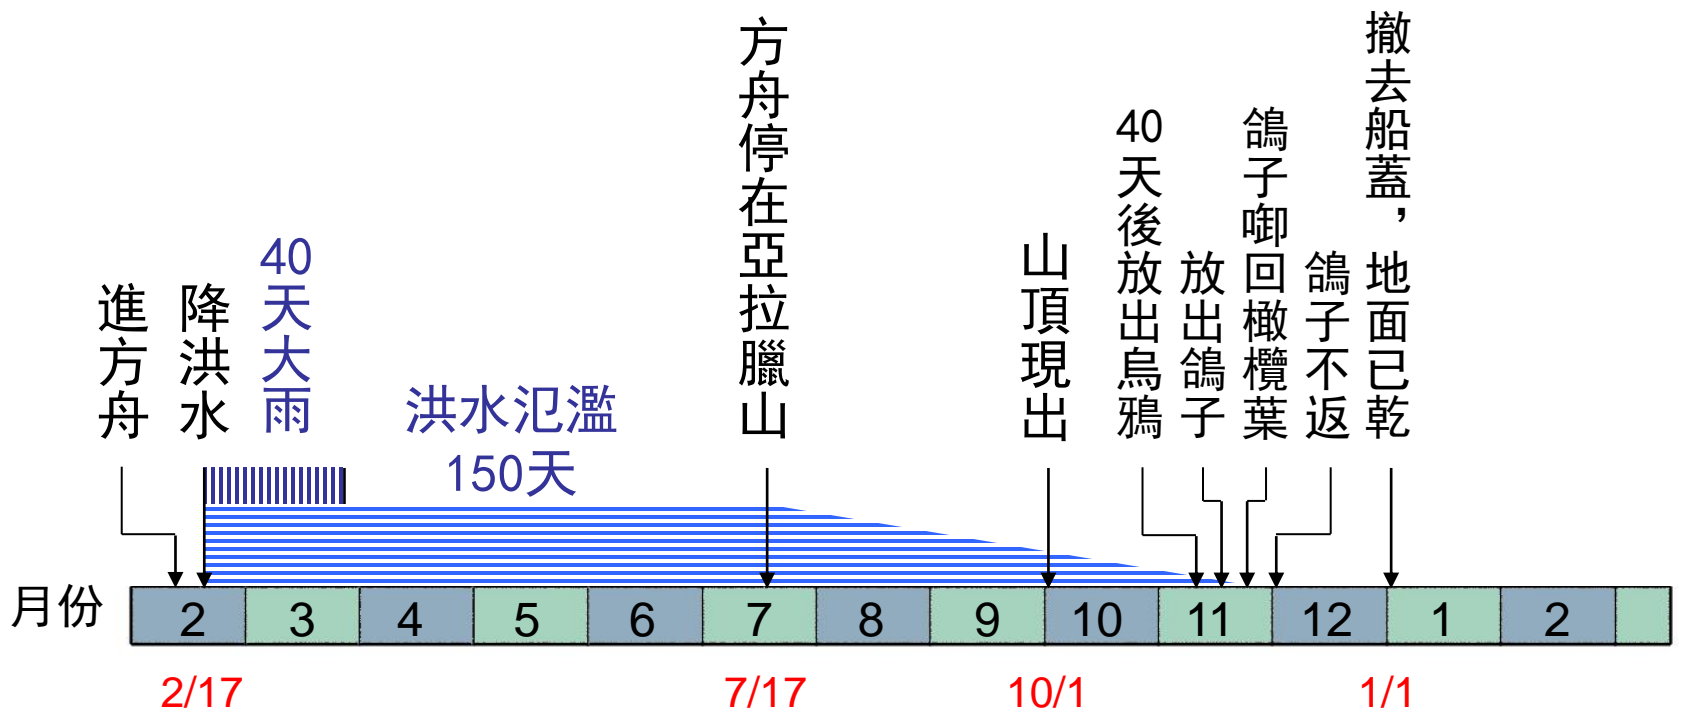 進方舟
降洪水
40天大雨
洪水氾濫
150天
方舟停在亞拉臘山
山頂現出
40天後放出烏鴉
放出鴿子
鴿子啣回橄欖葉
鴿子不返
撤去船蓋，地面已乾
月份 2 3 4 5 6 7 8 9 10 11 12 1 2
2/17 7/17 10/1 1/1